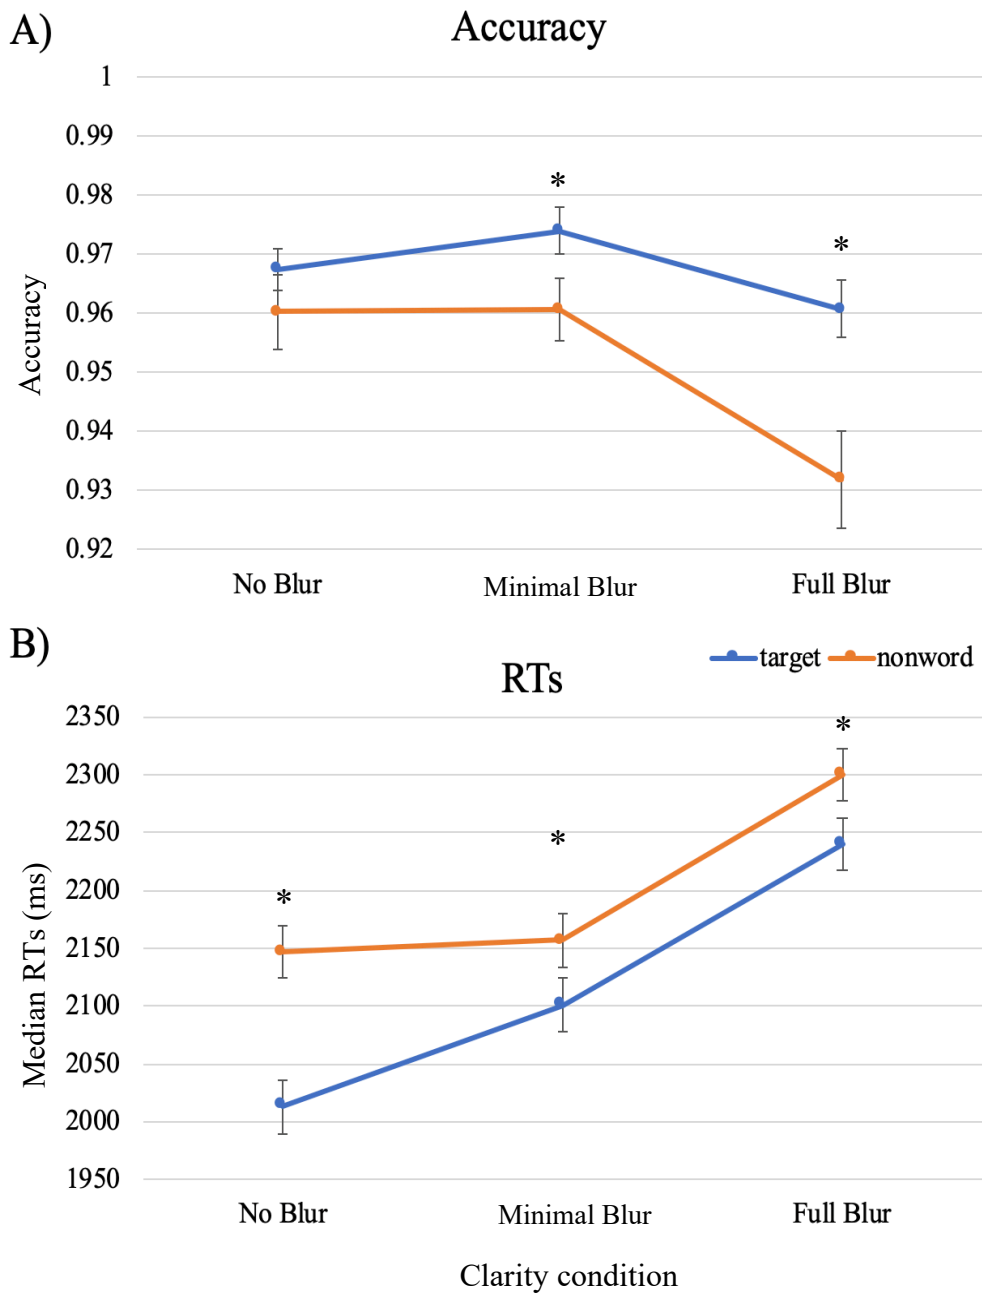 A)
Accuracy
1
0.99
*
0.98
*
0.97
0.96
0.95
0.94
0.93
0.92
Accuracy
No Blur Minimal Blur Full Blur
B)
target nonword
RTs
2350
*
2300
2250
*
2200
*
2150
2100
2050
2000
1950
Median RTs (ms)
No Blur Minimal Blur Full Blur
Clarity condition